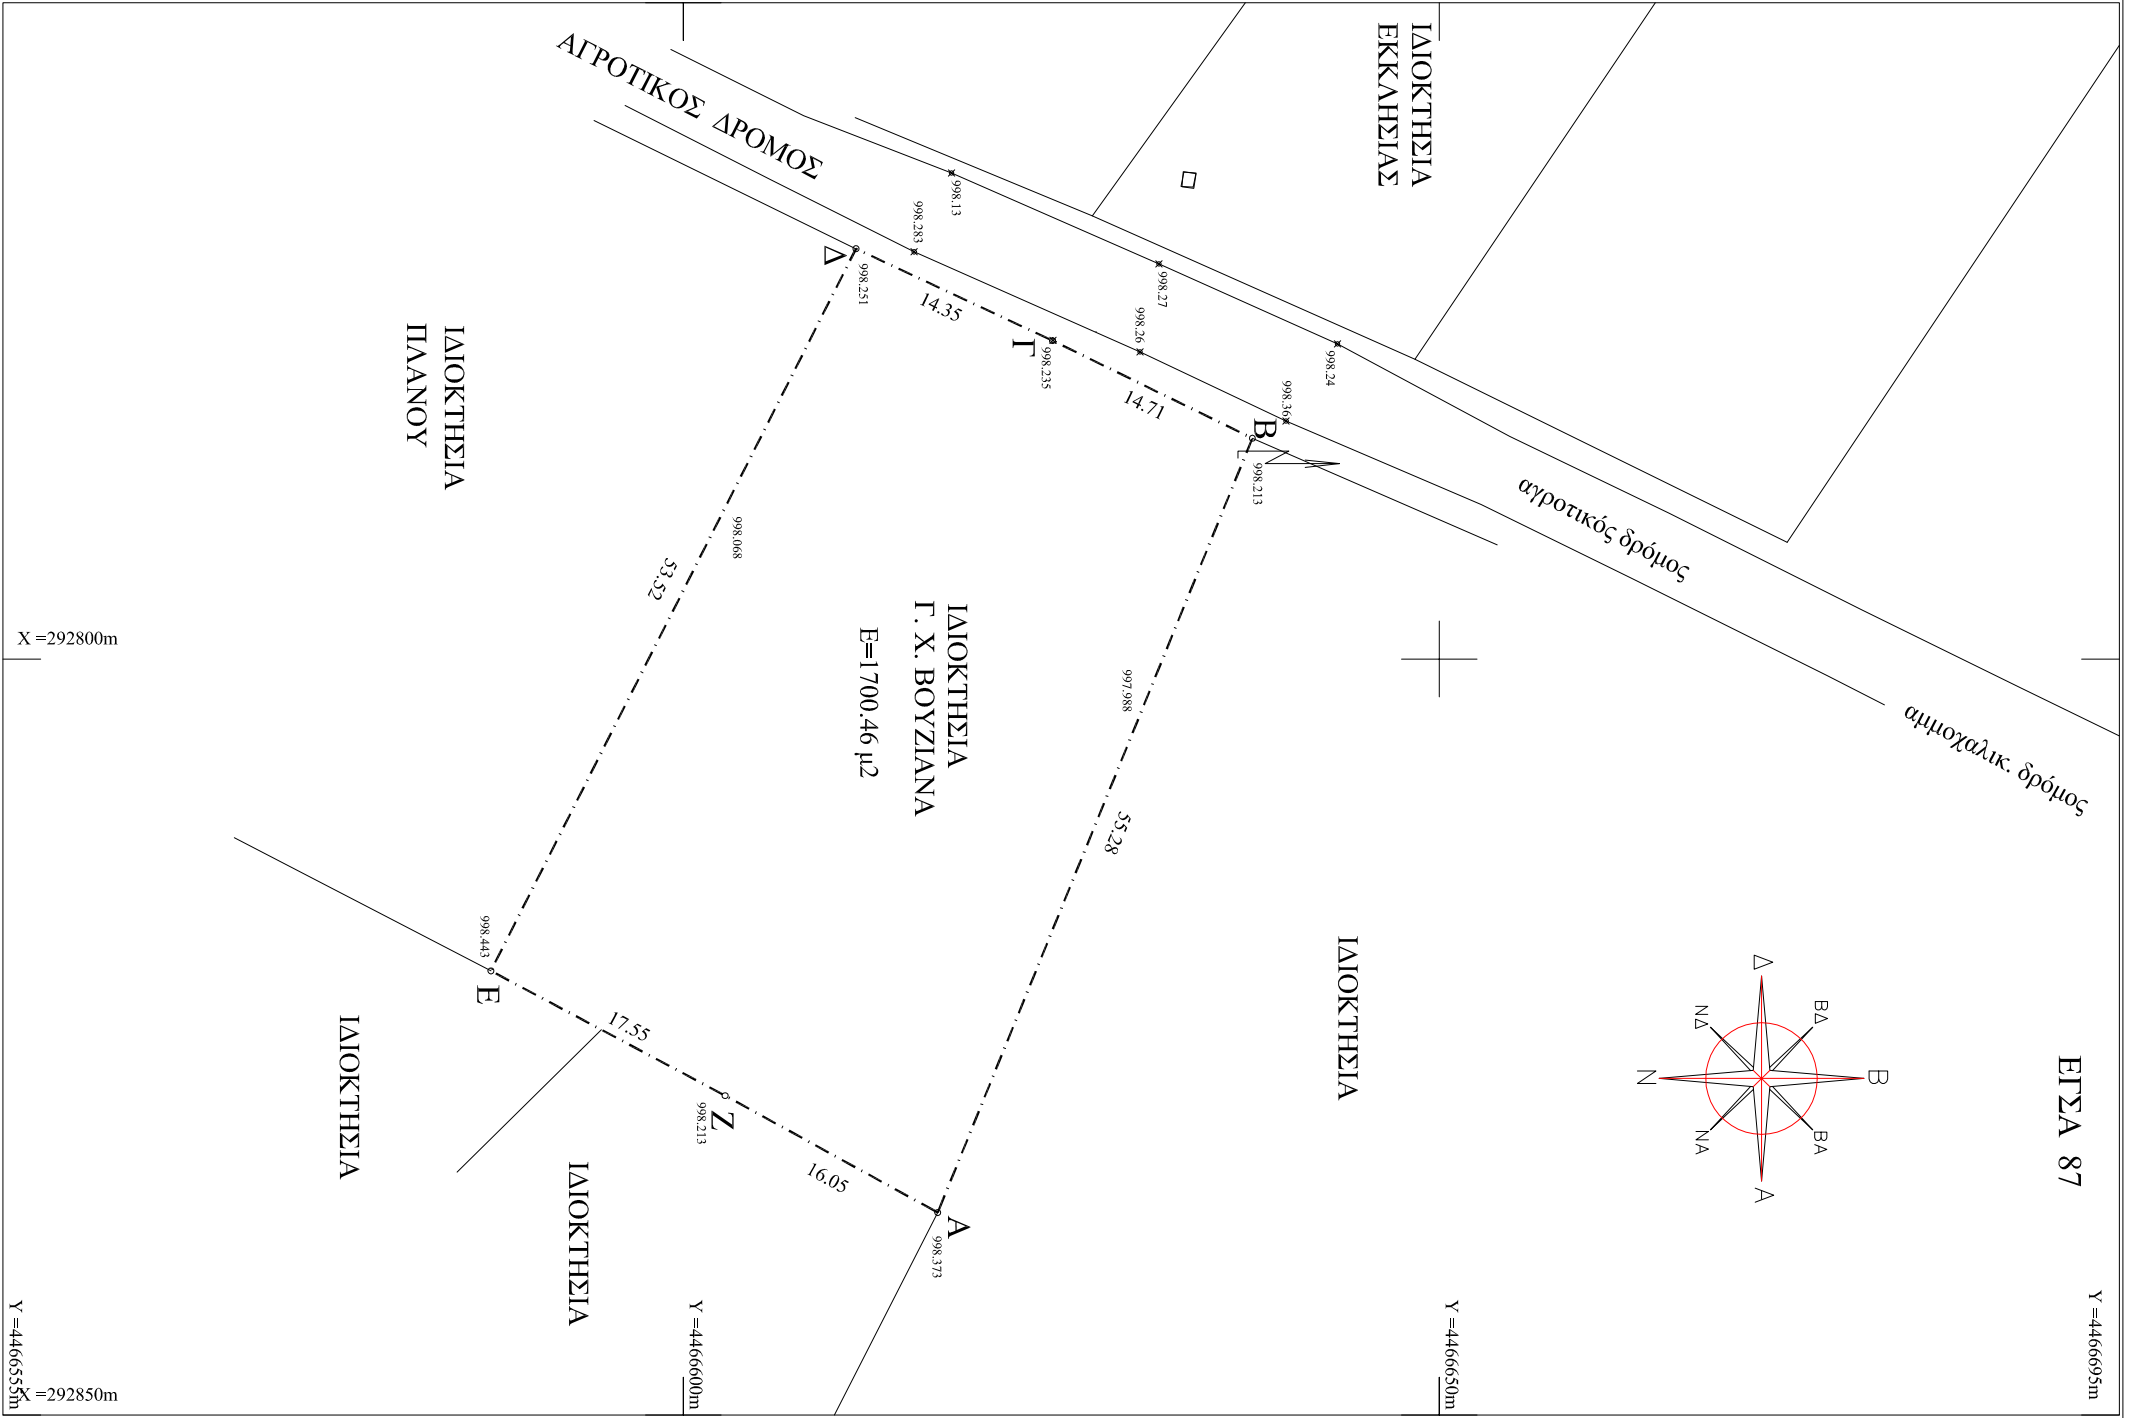 ΙΔΙΟΚΤΗΣΙΑ
ΕΚΚΛΗΣΙΑΣ
ΑΓΡΟΤΙΚΟΣ ΔΡΟΜΟΣ
998.13
998.283
998.27
998.26
998.24
998.36
Δ
998.251
14.35
Γ
998.235
14.71
Β
998.213
αγροτικός δρόμος
αμμοχαλικ. δρόμος
ΙΔΙΟΚΤΗΣΙΑ
ΠΛΑΝΟΥ
998.068
53.52
ΙΔΙΟΚΤΗΣΙΑ
Γ. Χ. ΒΟΥΖΙΑΝΑ
Ε=1700.46 μ2
997.988
55.28
Χ =292800m
998.443
Ε
17.55
Ζ
998.213
16.05
Α
998.373
ΙΔΙΟΚΤΗΣΙΑ
ΙΔΙΟΚΤΗΣΙΑ
ΙΔΙΟΚΤΗΣΙΑ
Δ
ΝΔ
ΒΔ
Ν
Β
ΝΑ
ΒΑ
Α
ΕΓΣΑ 87
Υ =4466555m
Χ =292850m
Υ =4466600m
Υ =4466650m
Υ =4466695m